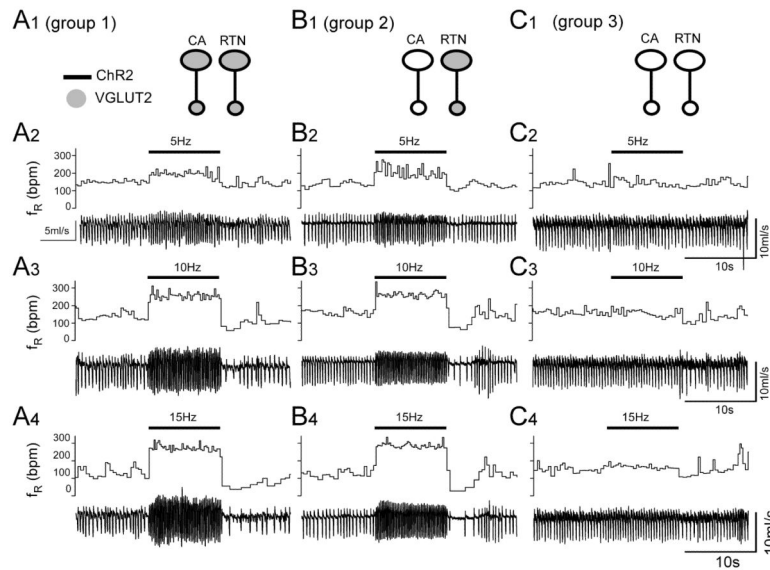 A1 (group 1) B1 (group 2) C1 (group 3)
CA RTN CA RTN CA RTN
ChR2
VGLUT2
A2 B2 C2
5Hz 5Hz 5Hz
300
200
100
0
fR (bpm)
5ml/s
10ml/s
10s
A3 B3 C3
10Hz 10Hz 10Hz
300
200
100
0
fR (bpm)
10ml/s
10s
A4 B4 C4
15Hz 15Hz 15Hz
300
200
100
0
fR (bpm)
10ml/s
10s